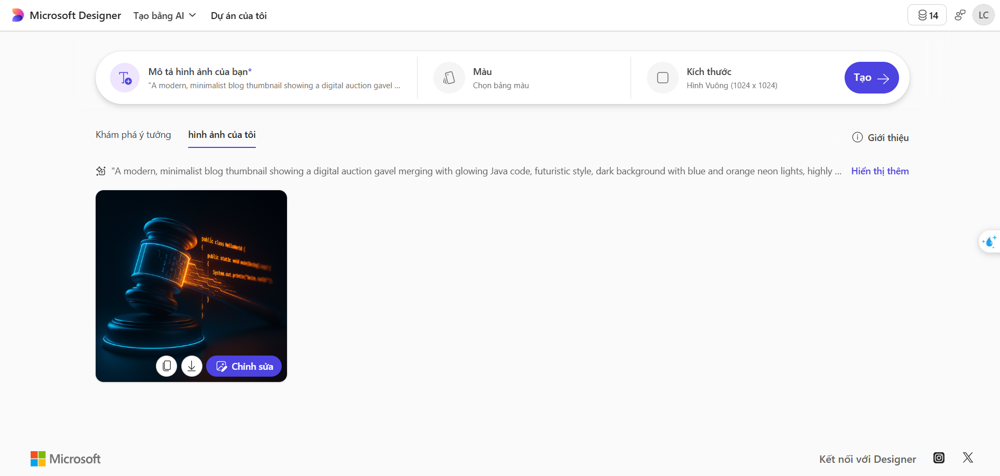 Microsoft Designer
Tạo bằng AI
Dự án của tôi
14
LC
Mô tả hình ảnh của bạn*
"A modern, minimalist blog thumbnail showing a digital auction gavel ...
Màu
Chọn bảng màu
Kích thước
Hình Vuông (1024 x 1024)
Tạo
Khám phá ý tưởng
hình ảnh của tôi
Giới thiệu
"A modern, minimalist blog thumbnail showing a digital auction gavel merging with glowing Java code, futuristic style, dark background with blue and orange neon lights, highly ...
Hiển thị thêm
public class HelloWorld {
{
public static void main
{
System.out.println
}
}
}
Chỉnh sửa
Microsoft
Kết nối với Designer